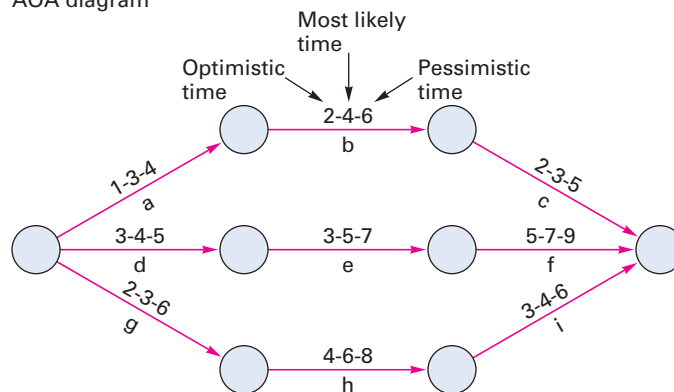 AOA diagram
Most likely
time
Optimistic
time
Pessimistic
time
2-4-6
b
1-3-4
a
2-3-5
c
3-4-5
d
3-5-7
e
5-7-9
f
2-3-6
g
3-4-6
i
4-6-8
h